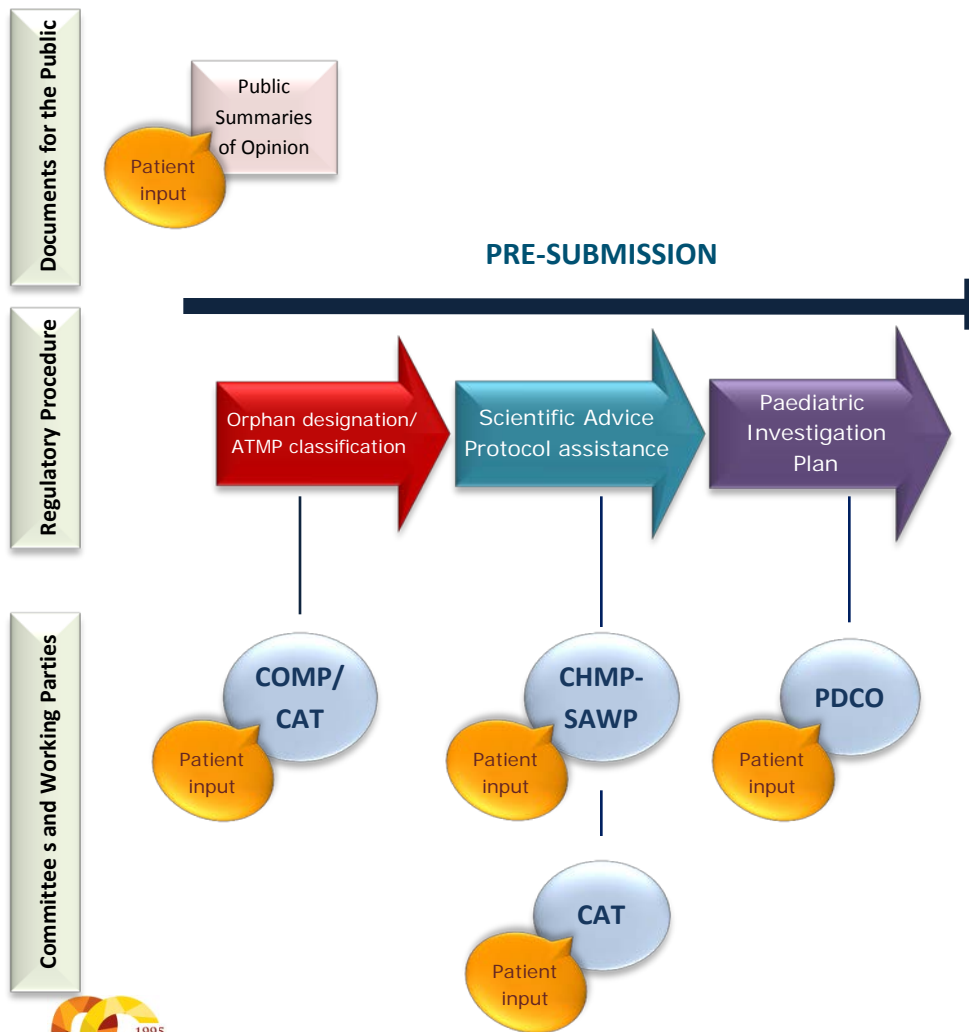 Documents for the Public
Public
Summaries
of Opinion
Patient
input
PRE-SUBMISSION
Regulatory Procedure
Orphan designation/
ATMP classification
Scientific Advice
Protocol assistance
Paediatric
Investigation
Plan
Committee s and Working Parties
COMP/
CAT
Patient
input
CHMP-
SAWP
Patient
input
PDCO
Patient
input
CAT
Patient
input
1995